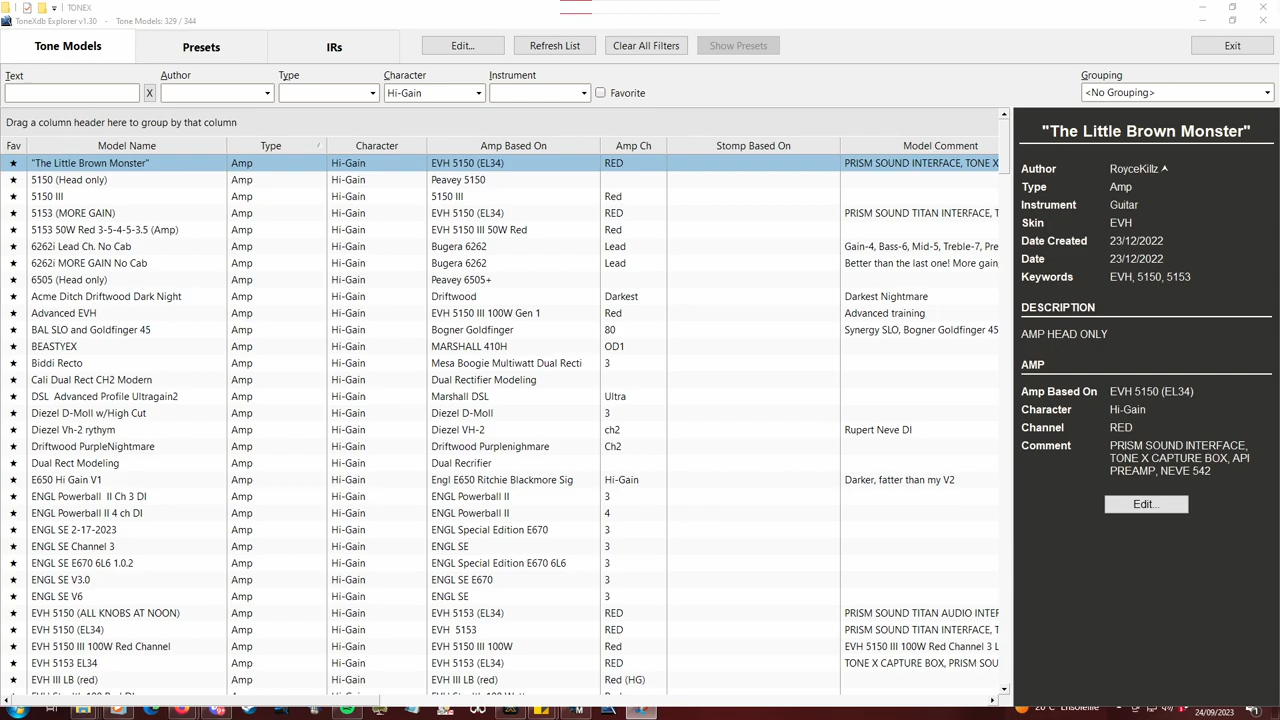 TONEX
ToneXdb Explorer v1.30 - Tone Models: 329 / 344
Tone Models Presets IRs Edit... Refresh List Clear All Filters Show Presets Exit
Text Author Type Character Instrument Grouping
X Hi-Gain Favorite <No Grouping>
Drag a column header here to group by that column
Fav Model Name Type Character Amp Based On Amp Ch Stomp Based On Model Comment
"The Little Brown Monster" Amp Hi-Gain EVH 5150 (EL34) RED PRISM SOUND INTERFACE, TONE X
5150 (Head only) Amp Hi-Gain Peavey 5150
5150 III Amp Hi-Gain 5150 III Red
5153 (MORE GAIN) Amp Hi-Gain EVH 5150 (EL34) RED PRISM SOUND TITAN INTERFACE, T
5153 50W Red 3-5-4-5-3.5 (Amp) Amp Hi-Gain EVH 5150 III 50W Red Red
6262i Lead Ch. No Cab Amp Hi-Gain Bugera 6262 Lead Gain-4, Bass-6, Mid-5, Treble-7, Pre
6262i MORE GAIN No Cab Amp Hi-Gain Bugera 6262 Lead Better than the last one! More gain,
6505 (Head only) Amp Hi-Gain Peavey 6505+
Acme Ditch Driftwood Dark Night Amp Hi-Gain Driftwood Darkest Darkest Nightmare
Advanced EVH Amp Hi-Gain EVH 5150 III 100W Gen 1 Red Advanced training
BAL SLO and Goldfinger 45 Amp Hi-Gain Bogner Goldfinger 80 Synergy SLO, Bogner Goldfinger 45
BEASTYEX Amp Hi-Gain MARSHALL 410H OD1
Biddi Recto Amp Hi-Gain Mesa Boogie Multiwatt Dual Recti 3
Cali Dual Rect CH2 Modern Amp Hi-Gain Dual Rectifier Modeling
DSL Advanced Profile Ultragain2 Amp Hi-Gain Marshall DSL Ultra
Diezel D-Moll w/High Cut Amp Hi-Gain Diezel D-Moll 3
Diezel Vh-2 rythym Amp Hi-Gain Diezel VH-2 ch2 Rupert Neve DI
Driftwood PurpleNightmare Amp Hi-Gain Driftwood Purplenighmare Ch2
Dual Rect Modeling Amp Hi-Gain Dual Recrifier
E650 Hi Gain V1 Amp Hi-Gain Engl E650 Ritchie Blackmore Sig Hi-Gain Darker, fatter than my V2
ENGL Powerball II Ch 3 DI Amp Hi-Gain ENGL Powerball II 3
ENGL Powerball II 4 ch DI Amp Hi-Gain ENGL Powerball II 4
ENGL SE 2-17-2023 Amp Hi-Gain ENGL Special Edition E670 3
ENGL SE Channel 3 Amp Hi-Gain ENGL SE 3
ENGL SE E670 6L6 1.0.2 Amp Hi-Gain ENGL Special Edition E670 6L6 3
ENGL SE V3.0 Amp Hi-Gain ENGL SE E670 3
ENGL SE V6 Amp Hi-Gain ENGL SE 3
EVH 5150 (ALL KNOBS AT NOON) Amp Hi-Gain EVH 5153 (EL34) RED PRISM SOUND TITAN AUDIO INTER
EVH 5150 (EL34) Amp Hi-Gain EVH 5153 RED PRISM SOUND TITAN INTERFACE, T
EVH 5150 III 100W Red Channel Amp Hi-Gain EVH 5150 III 100W Red EVH 5150 III 100W Red Channel 3 L
EVH 5153 EL34 Amp Hi-Gain EVH 5153 (EL34) RED TONE X CAPTURE BOX, PRISM SOU
EVH III LB (red) Amp Hi-Gain EVH 5150 III LB Red (HG)
"The Little Brown Monster"
Author RoyceKillz
Type Amp
Instrument Guitar
Skin EVH
Date Created 23/12/2022
Date 23/12/2022
Keywords EVH, 5150, 5153
DESCRIPTION
AMP HEAD ONLY
AMP
Amp Based On EVH 5150 (EL34)
Character Hi-Gain
Channel RED
Comment PRISM SOUND INTERFACE,
TONE X CAPTURE BOX, API
PREAMP, NEVE 542
Edit...
24/09/2023